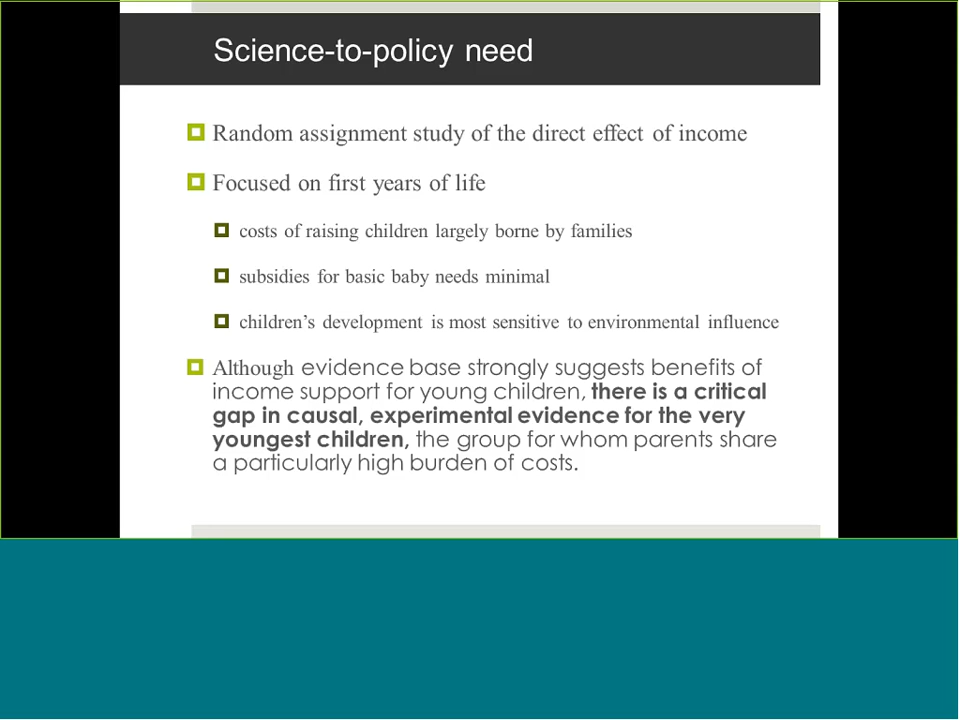 Science-to-policy need
Random assignment study of the direct effect of income
Focused on first years of life
costs of raising children largely borne by families
subsidies for basic baby needs minimal
children's development is most sensitive to environmental influence
Although evidence base strongly suggests benefits of
income support for young children, there is a critical
gap in causal, experimental evidence for the very
youngest children, the group for whom parents share
a particularly high burden of costs.